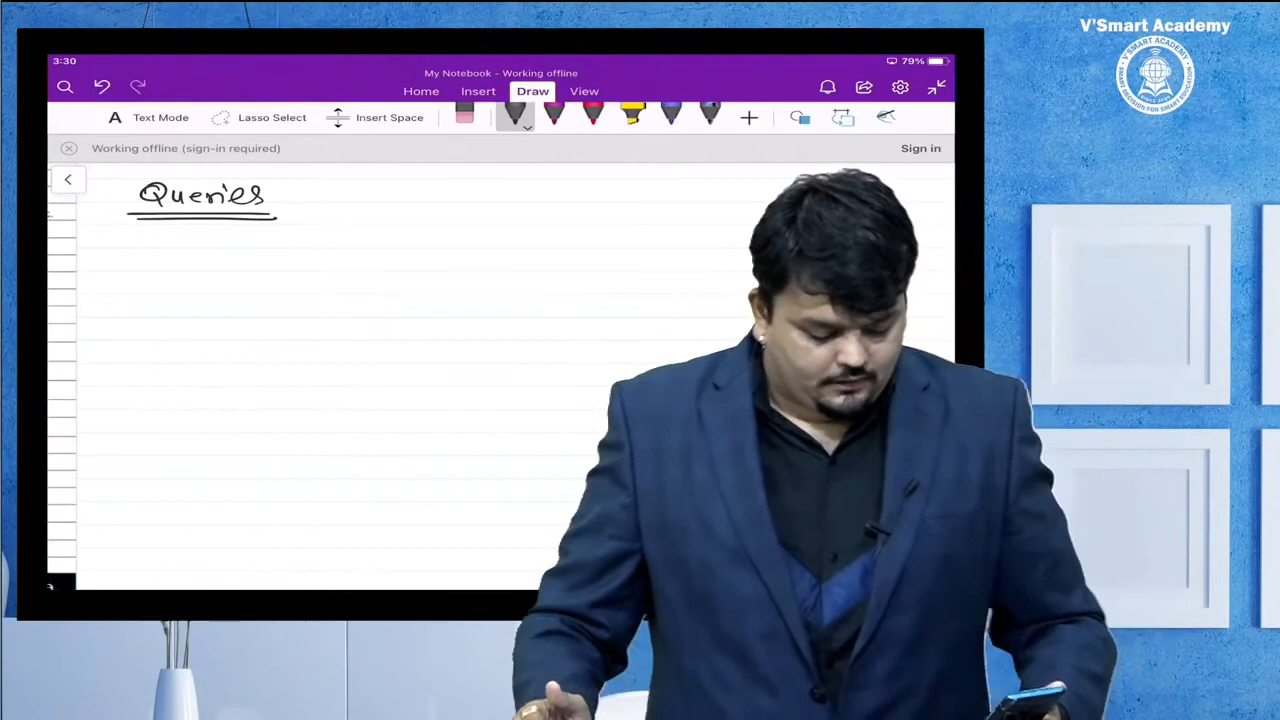 V'Smart Academy
3:30
79%
My Notebook - Working offline
Home Insert Draw View
A Text Mode Lasso Select Insert Space
Working offline (sign-in required) Sign in
Queries